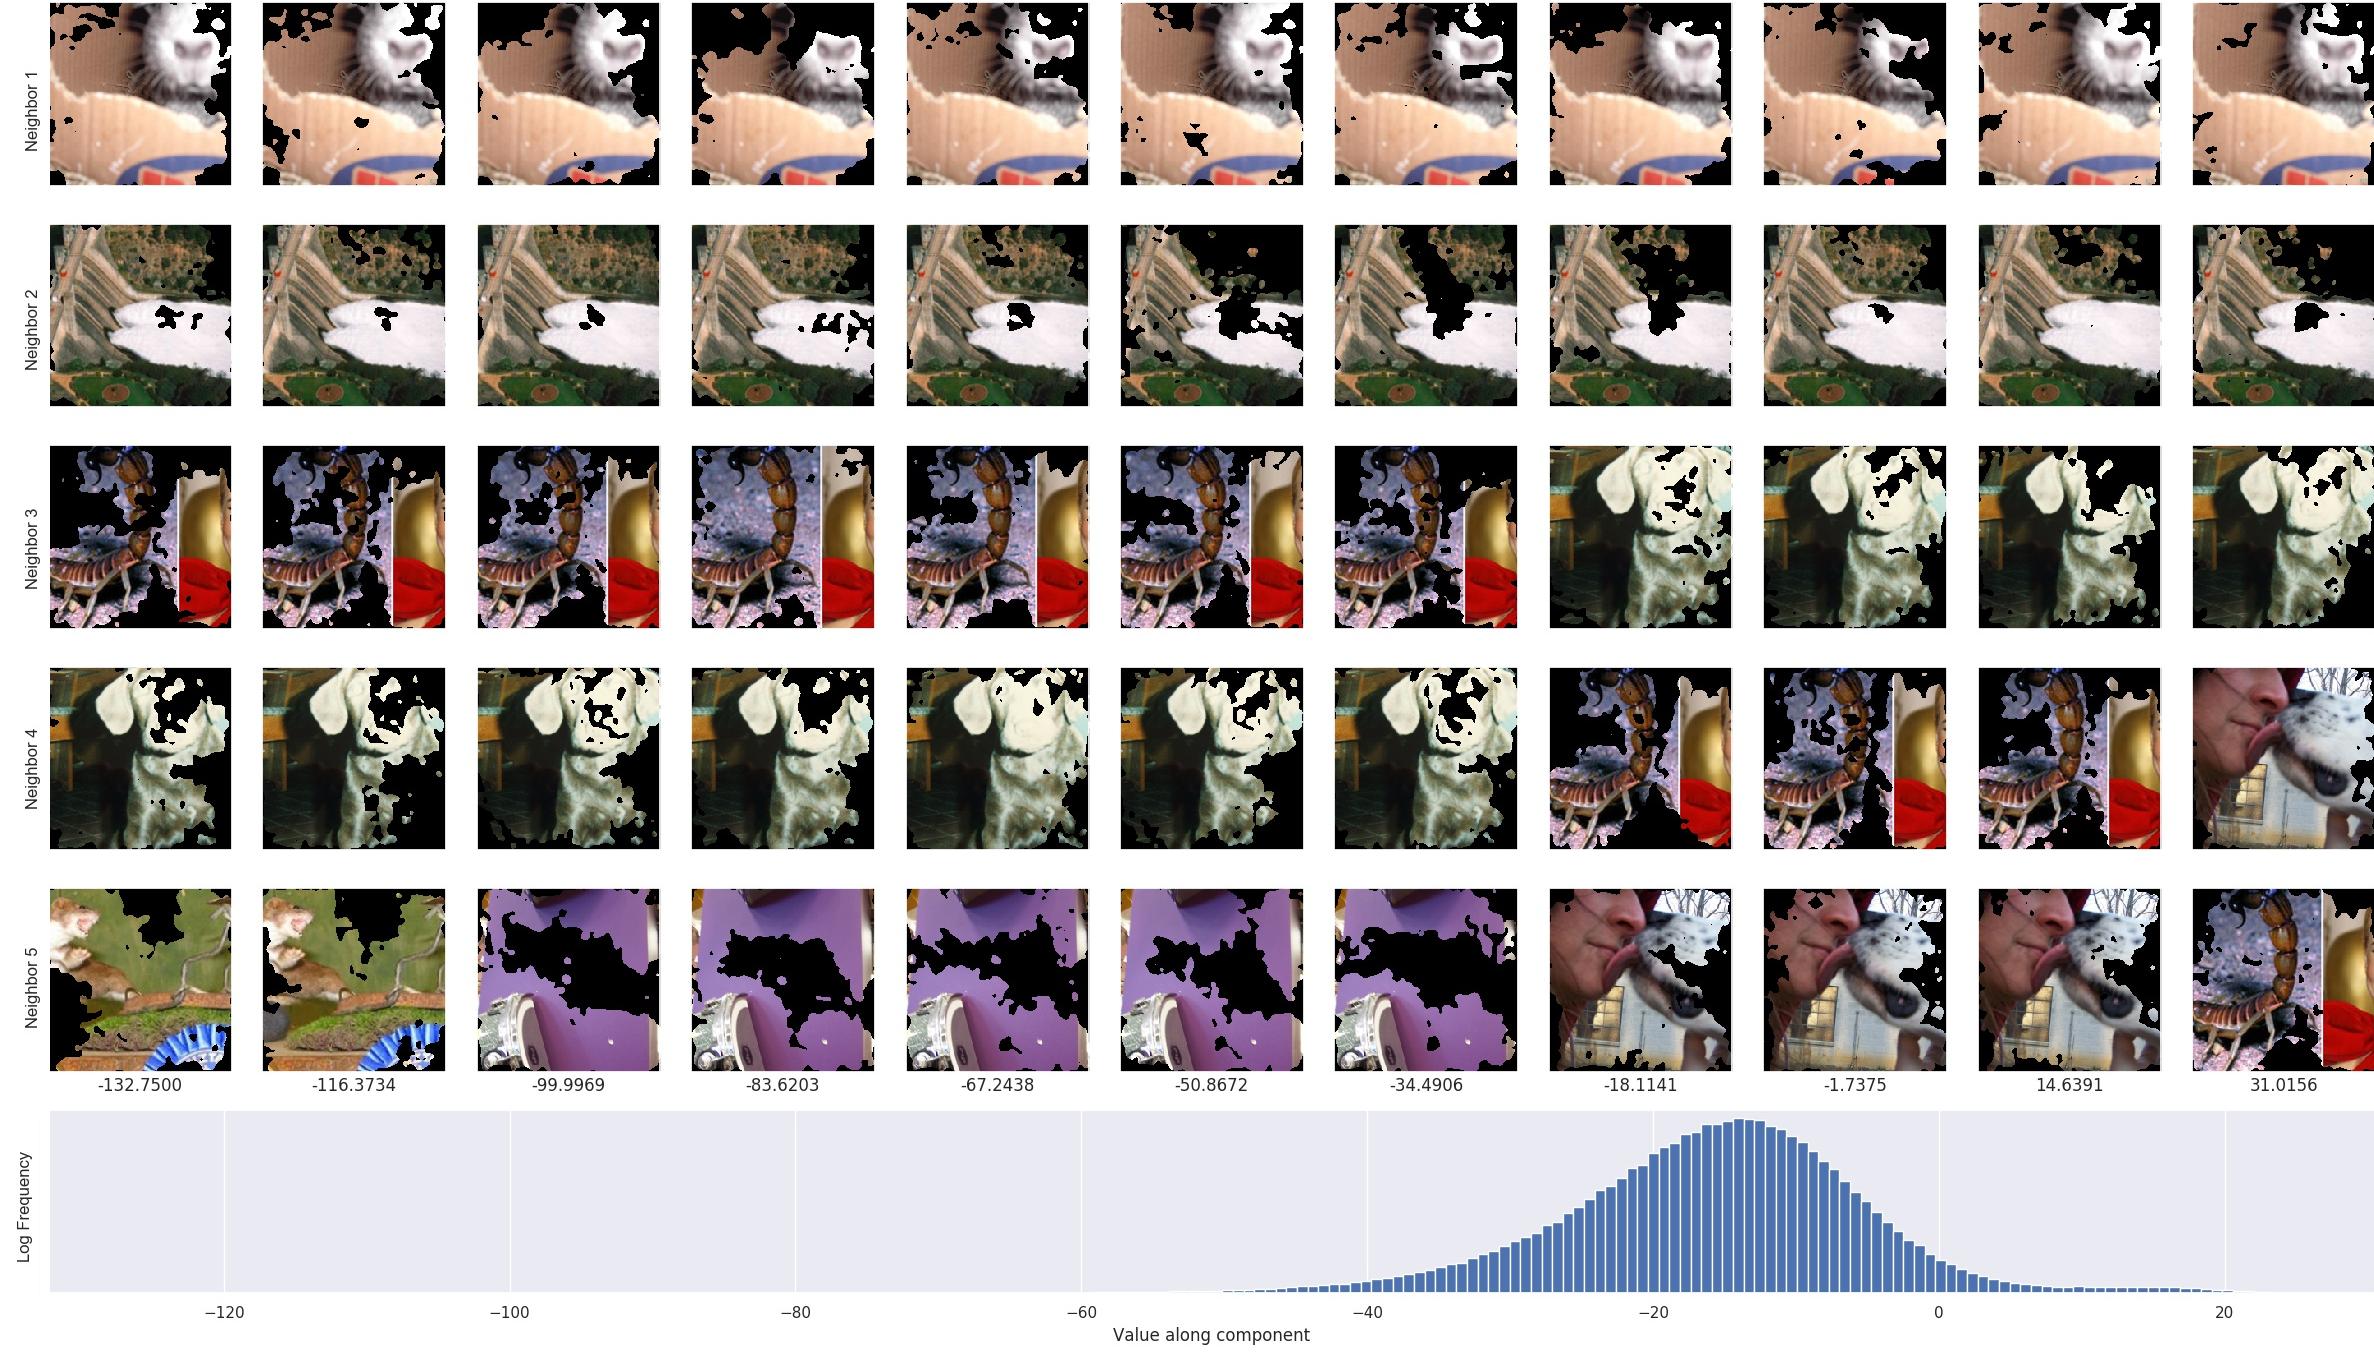 Neighbor 1
Neighbor 2
Neighbor 3
Neighbor 4
Neighbor 5
-132.7500 -116.3734 -99.9969 -83.6203 -67.2438 -50.8672 -34.4906 -18.1141 -1.7375 14.6391 31.0156
Log Frequency
−120 −100 −80 −60 −40 −20 0 20
Value along component